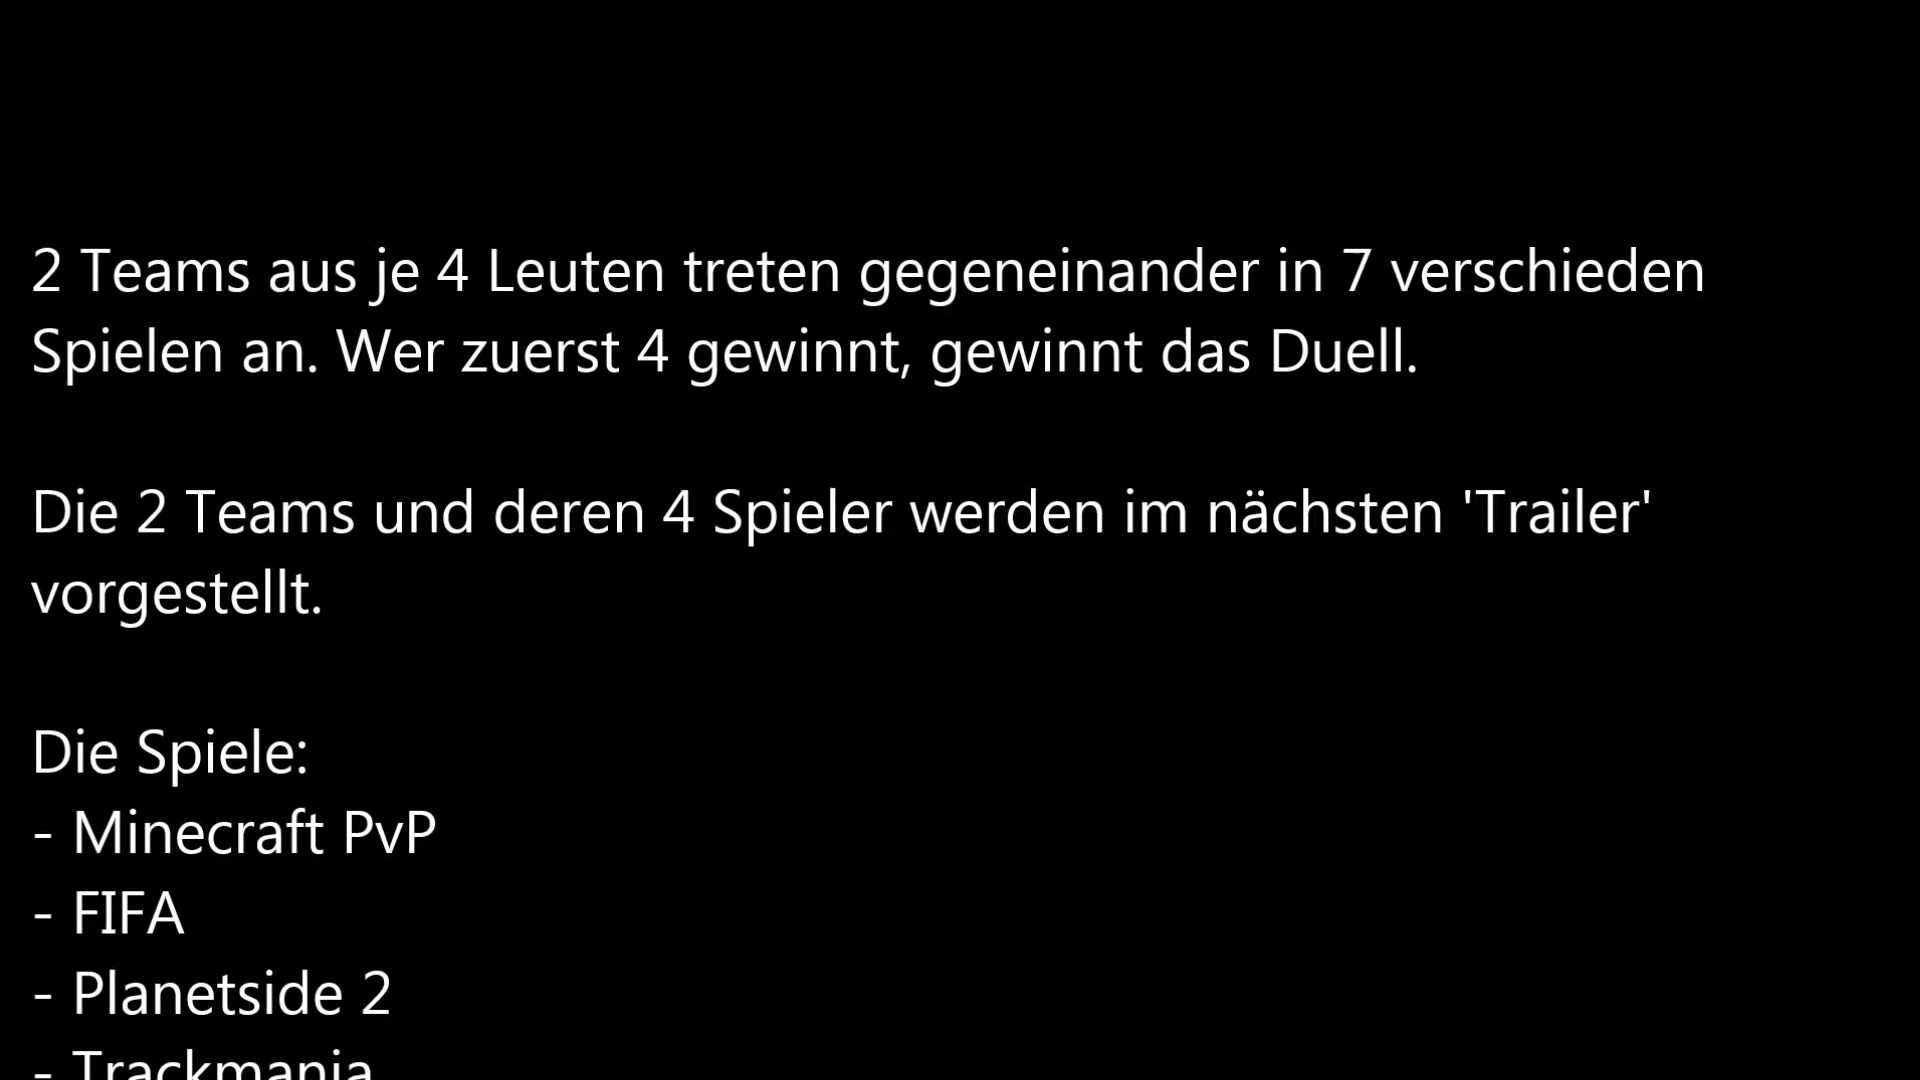 2 Teams aus je 4 Leuten treten gegeneinander in 7 verschieden
Spielen an. Wer zuerst 4 gewinnt, gewinnt das Duell.
Die 2 Teams und deren 4 Spieler werden im nächsten 'Trailer'
vorgestellt.
Die Spiele:
- Minecraft PvP
- FIFA
- Planetside 2
- Trackmania